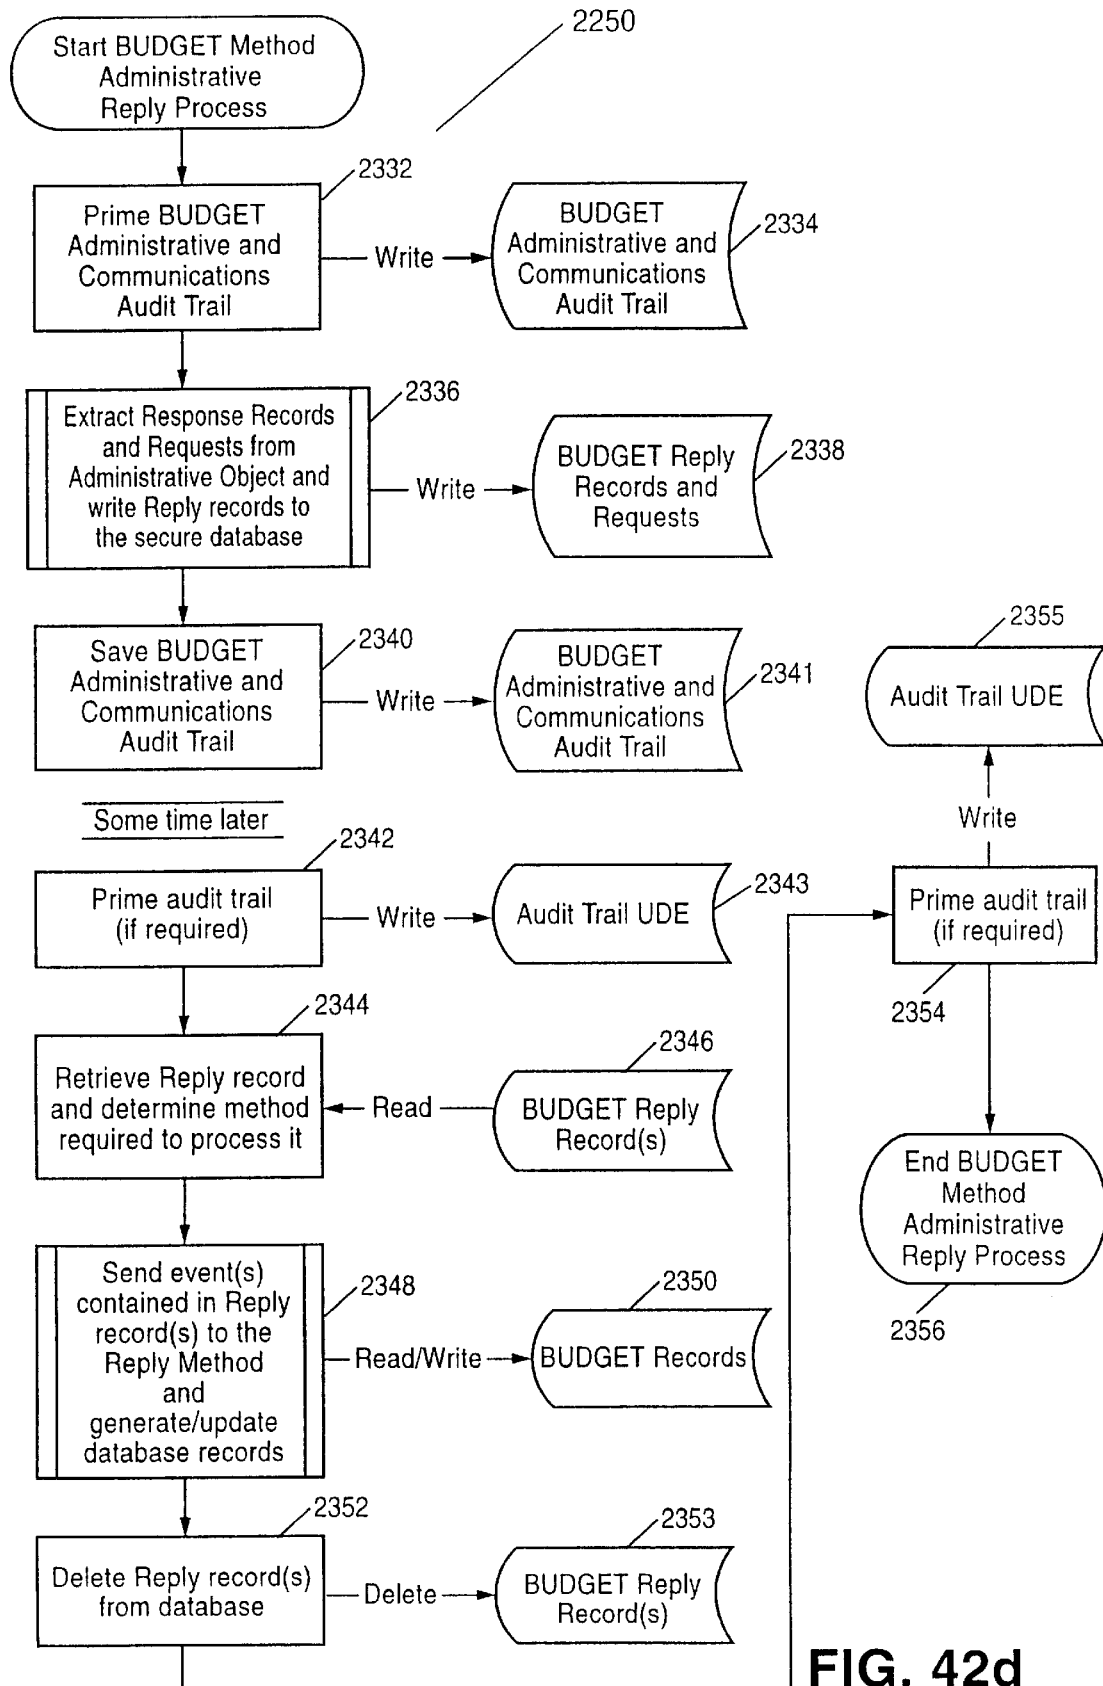 Start BUDGET Method
Administrative
Reply Process
2250
2332
Prime BUDGET
Administrative and
Communications
Audit Trail
Write
BUDGET
Administrative and
Communications
Audit Trail
2334
2336
Extract Response Records
and Requests from
Administrative Object and
write Reply records to
the secure database
Write
BUDGET Reply
Records and
Requests
2338
2340
Save BUDGET
Administrative and
Communications
Audit Trail
Write
BUDGET
Administrative and
Communications
Audit Trail
2341
Some time later
2342
Prime audit trail
(if required)
Write
Audit Trail UDE
2343
2344
Retrieve Reply record
and determine method
required to process it
Read
2346
BUDGET Reply
Record(s)
Send event(s)
contained in Reply
record(s) to the
Reply Method
and
generate/update
database records
2348
Read/Write
2350
BUDGET Records
2352
Delete Reply record(s)
from database
Delete
2353
BUDGET Reply
Record(s)
2355
Audit Trail UDE
Write
Prime audit trail
(if required)
2354
End BUDGET
Method
Administrative
Reply Process
2356
FIG. 42d